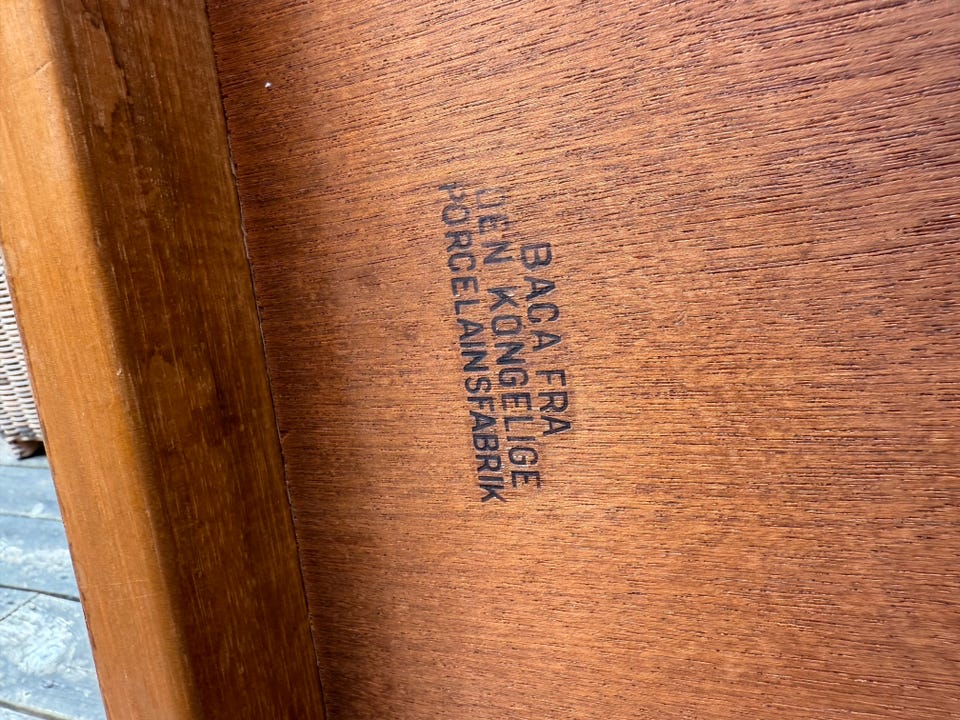 BACA FRA
DEN KONGELIGE
PORCELAINSFABRIK